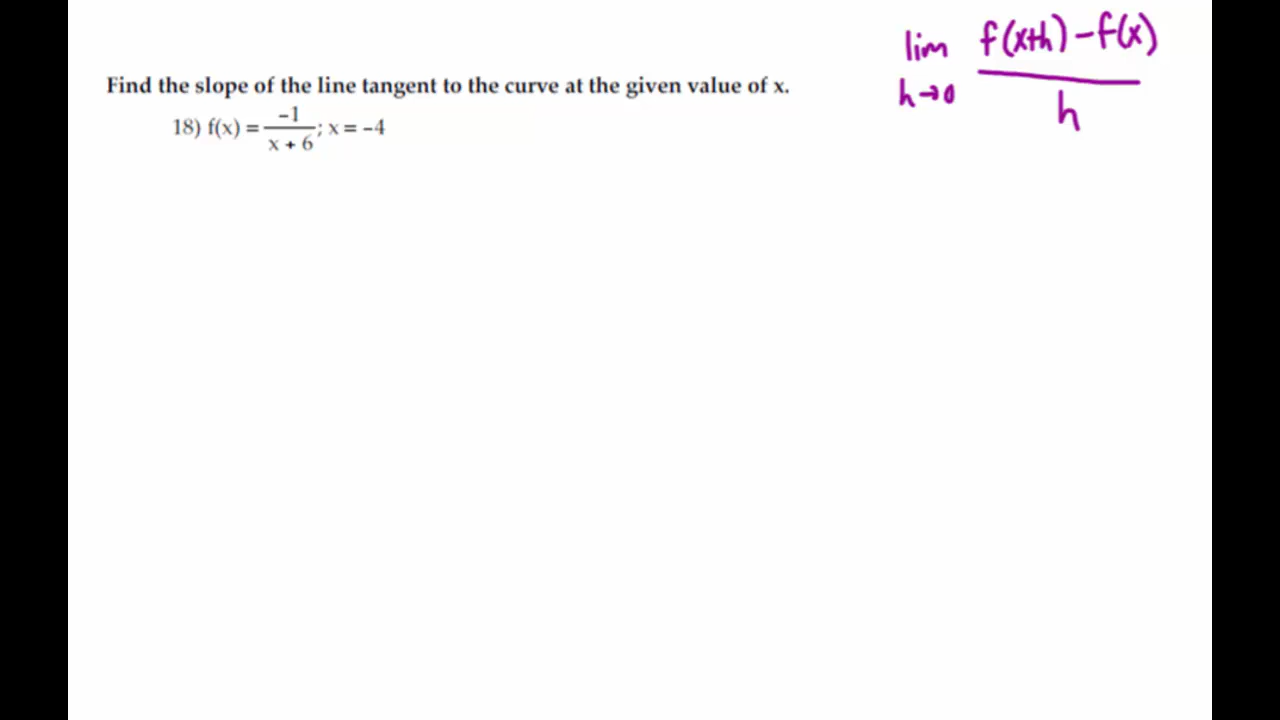 Find the slope of the line tangent to the curve at the given value of x.
18) f(x) = -1/(x + 6); x = -4
lim h→0 (f(x+h) - f(x))/h